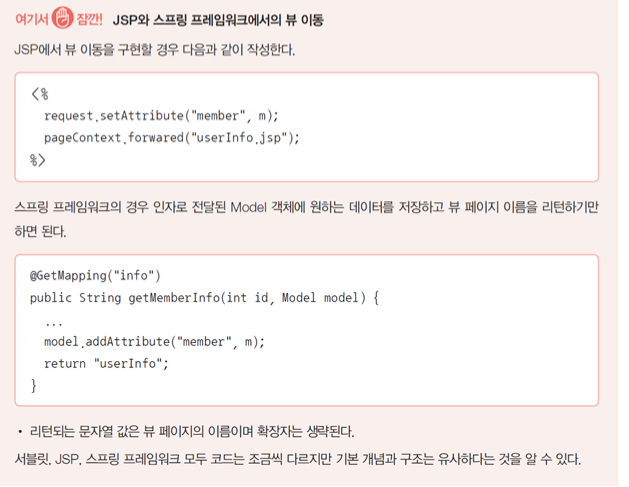 여기서 잠깐! JSP와 스프링 프레임워크에서의 뷰 이동
JSP에서 뷰 이동을 구현할 경우 다음과 같이 작성한다.
<%
request.setAttribute("member", m);
pageContext.forwared("userInfo.jsp");
%>
스프링 프레임워크의 경우 인자로 전달된 Model 객체에 원하는 데이터를 저장하고 뷰 페이지 이름을 리턴하기만
하면 된다.
@GetMapping("info")
public String getMemberInfo(int id, Model model) {
...
model.addAttribute("member", m);
return "userInfo";
}
• 리턴되는 문자열 값은 뷰 페이지의 이름이며 확장자는 생략된다.
서블릿, JSP, 스프링 프레임워크 모두 코드는 조금씩 다르지만 기본 개념과 구조는 유사하다는 것을 알 수 있다.